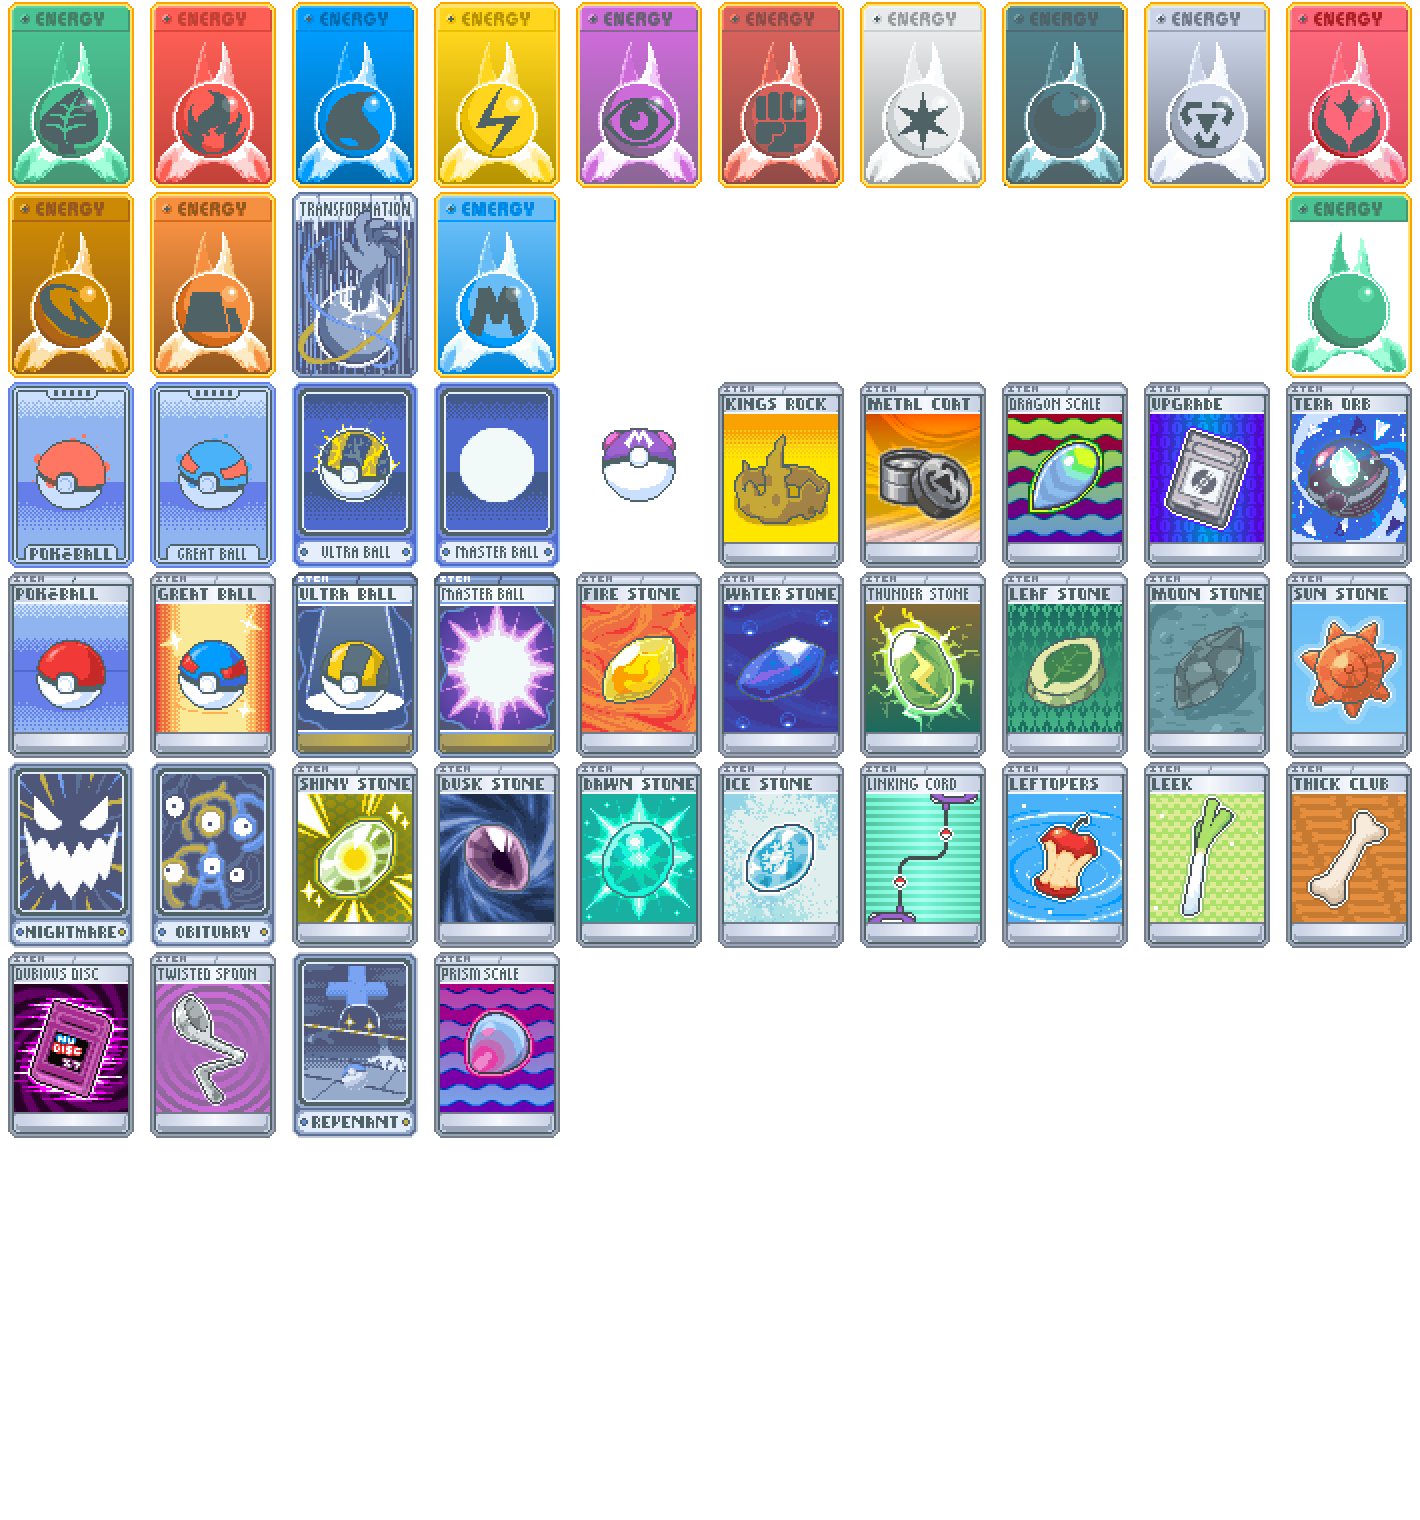 ENERGY
ENERGY
ENERGY
ENERGY
ENERGY
ENERGY
ENERGY
ENERGY
ENERGY
ENERGY
ENERGY
ENERGY
TRANSFORMATION
EMERGY
M
ENERGY
POKéBALL
GREAT BALL
ULTRA BALL
MASTER BALL
M
ITEM
KINGS ROCK
ITEM
METAL COAT
ITEM
DRAGON SCALE
ITEM
UPGRADE
ITEM
TERA ORB
ITEM
POKéBALL
ITEM
GREAT BALL
ITEM
ULTRA BALL
ITEM
MASTER BALL
ITEM
FIRE STONE
ITEM
WATER STONE
ITEM
THUNDER STONE
ITEM
LEAF STONE
ITEM
MOON STONE
ITEM
SUN STONE
NIGHTMARE
OBITUARY
ITEM
SHINY STONE
ITEM
DUSK STONE
ITEM
DAWN STONE
ITEM
ICE STONE
ITEM
LINKING CORD
ITEM
LEFTOVERS
ITEM
LEEK
ITEM
THICK CLUB
ITEM
DUBIOUS DISC
DISC
ITEM
TWISTED SPOON
REVENANT
ITEM
PRISM SCALE